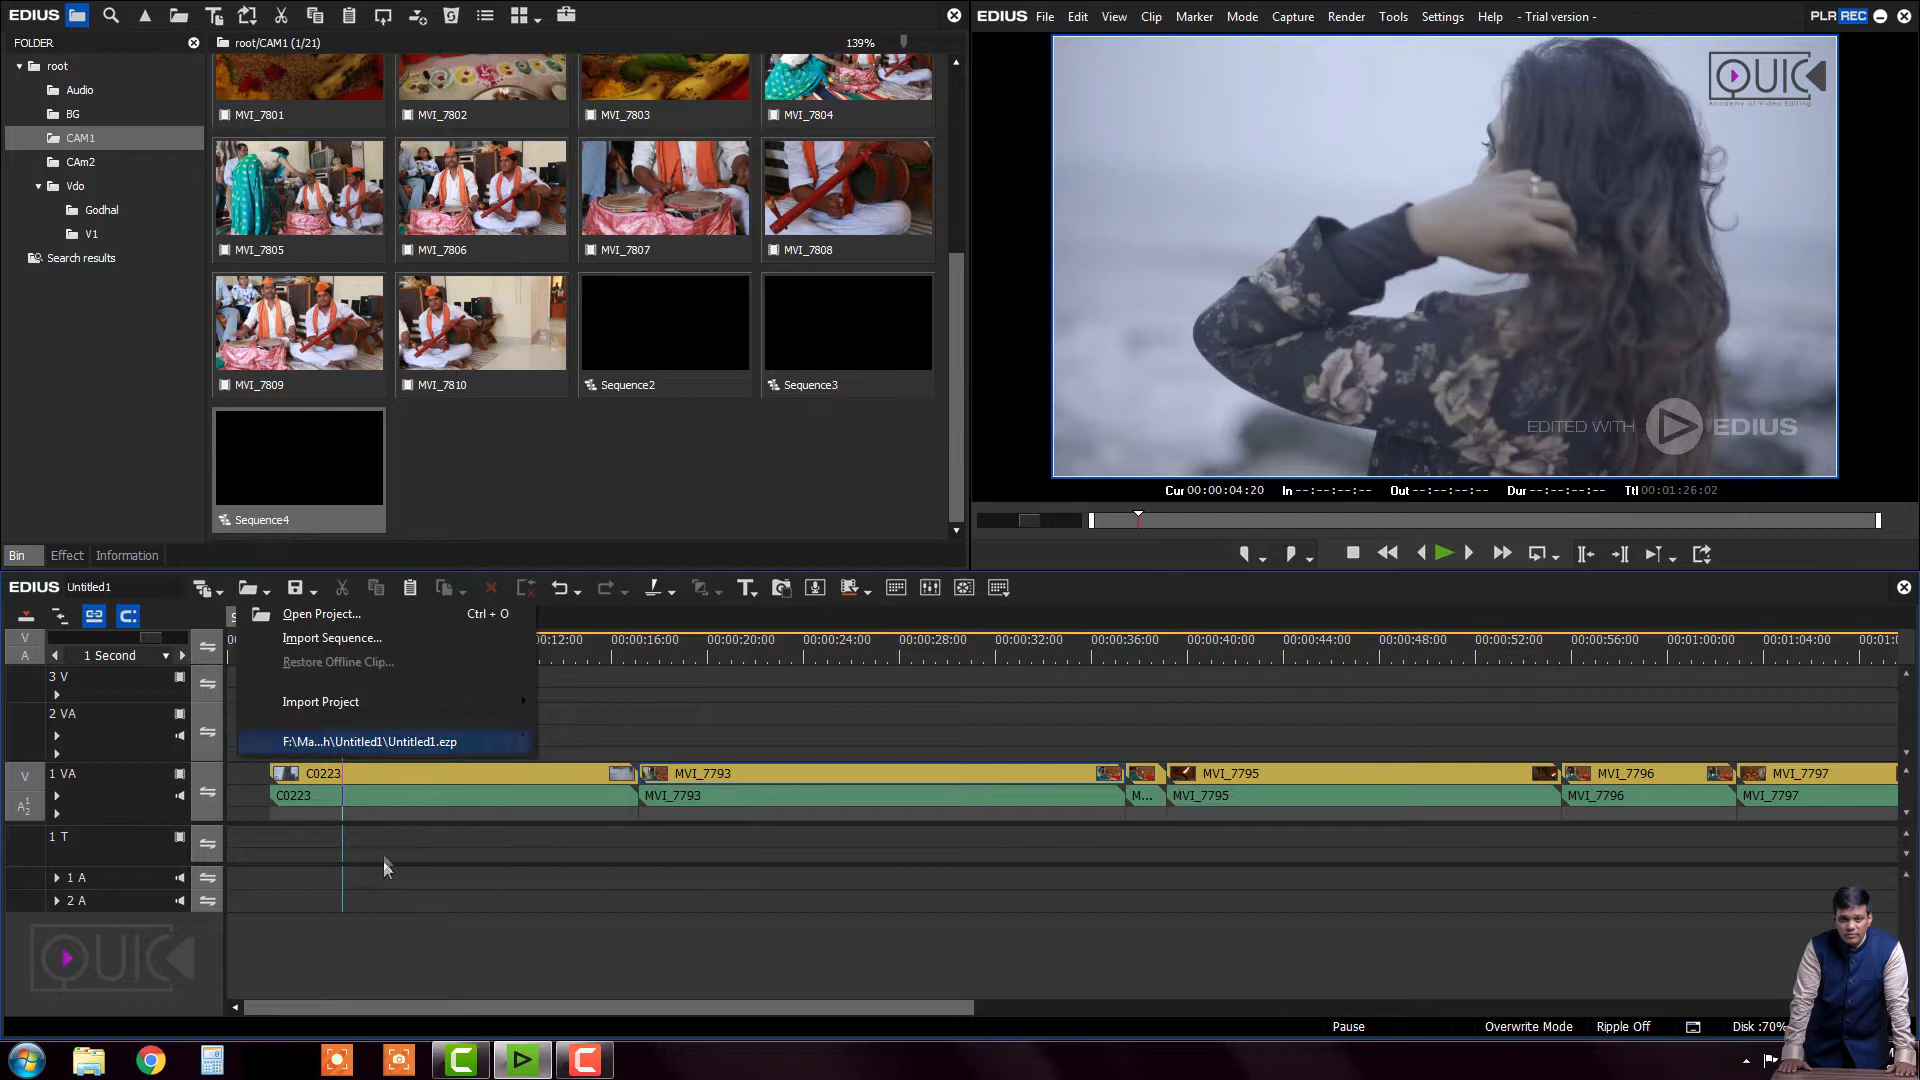 EDIUS
FOLDER
root
Audio
BG
CAM1
CAm2
Vdo
Godhal
V1
Search results
root/CAM1 (1/21)
139%
MVI_7801
MVI_7802
MVI_7803
MVI_7804
MVI_7805
MVI_7806
MVI_7807
MVI_7808
MVI_7809
MVI_7810
Sequence2
Sequence3
Sequence4
Bin Effect Information
EDIUS File Edit View Clip Marker Mode Capture Render Tools Settings Help - Trial version - PLR REC
QUIC
Academy of Video Editing
EDITED WITH EDIUS
Cur 00:00:04:20 In --:--:--:-- Out --:--:--:-- Dur --:--:--:-- Ttl 00:01:26:02
EDIUS Untitled1
Open Project... Ctrl + O
Import Sequence...
Restore Offline Clip...
Import Project
F:\Ma...h\Untitled1\Untitled1.ezp
V
A
1 Second
00:00:16:00 00:00:20:00 00:00:24:00 00:00:28:00 00:00:32:00 00:00:36:00 00:00:40:00 00:00:44:00 00:00:48:00 00:00:52:00 00:00:56:00 00:01:00:00 00:01:04:00
3 V
2 VA
V
1 VA
C0223 MVI_7793 MVI_7795 MVI_7796 MVI_7797
C0223 MVI_7793 M... MVI_7795 MVI_7796 MVI_7797
1 T
1 A
2 A
QUIC
Pause Overwrite Mode Ripple Off Disk :70%